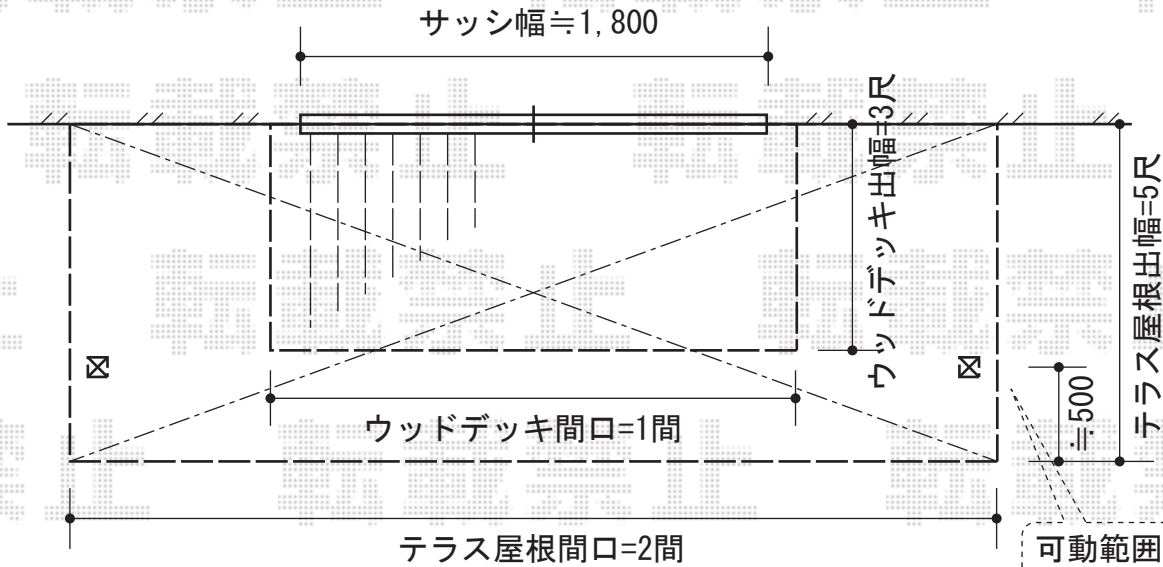 サッシ幅≒1,800
ウッドデッキ出幅=3尺
テラス屋根出幅=5尺
≒500
ウッドデッキ間口=1間
テラス屋根間口=2間
可動範囲